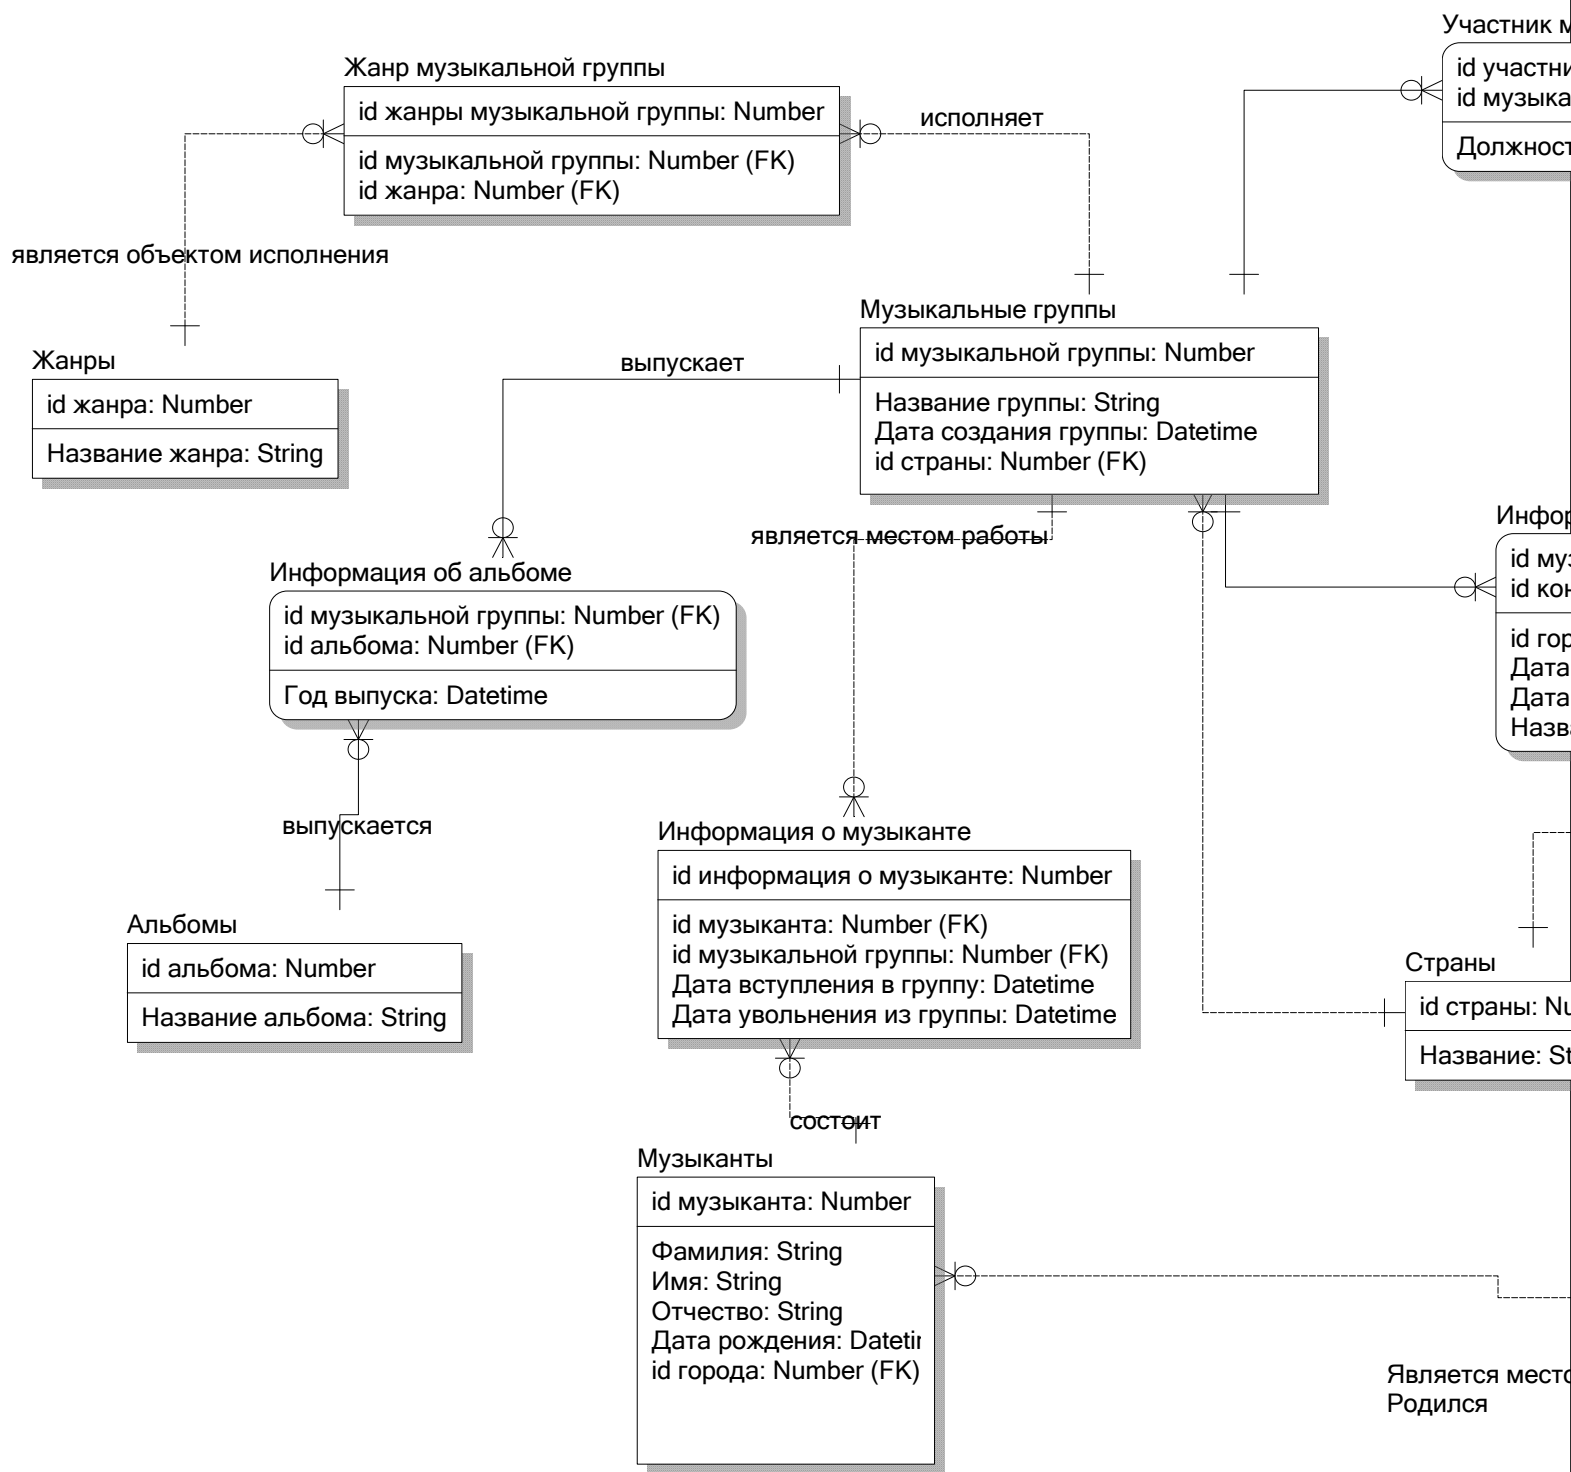 Участник
id участни
id музыка
Должност
Жанр музыкальной группы
id жанры музыкальной группы: Number
id музыкальной группы: Number (FK)
id жанра: Number (FK)
исполняет
является объектом исполнения
Жанры
id жанра: Number
Название жанра: String
Музыкальные группы
id музыкальной группы: Number
Название группы: String
Дата создания группы: Datetime
id страны: Number (FK)
выпускает
является местом работы
Информация об альбоме
id музыкальной группы: Number (FK)
id альбома: Number (FK)
Год выпуска: Datetime
Инфор
id муз
id кон
id гор
Дата
Дата
Назва
выпускается
Альбомы
id альбома: Number
Название альбома: String
Информация о музыканте
id информация о музыканте: Number
id музыканта: Number (FK)
id музыкальной группы: Number (FK)
Дата вступления в группу: Datetime
Дата увольнения из группы: Datetime
Страны
id страны: Nu
Название: St
состоит
Музыканты
id музыканта: Number
Фамилия: String
Имя: String
Отчество: String
Дата рождения: Datetir
id города: Number (FK)
Является место
Родился